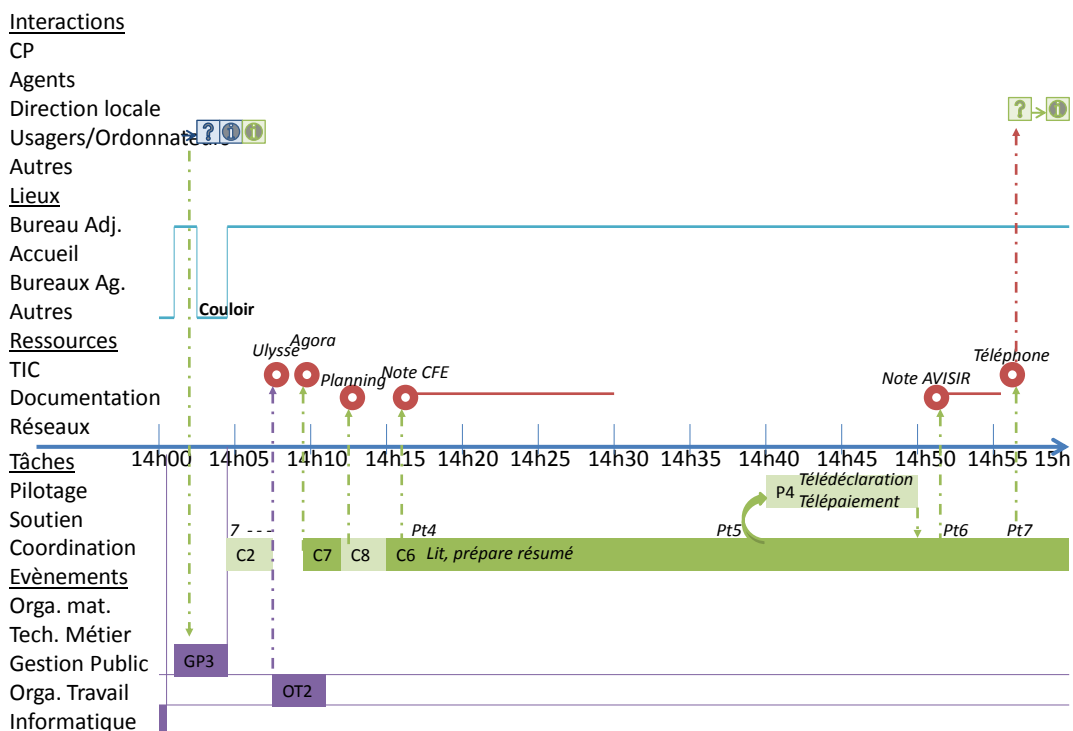 Interactions
CP
Agents
Direction locale
? i
Usagers/Ordonnateurs
? i i
Autres
Lieux
Bureau Adj.
Accueil
Bureaux Ag.
Autres
Couloir
Ressources
Ulysse Agora
Téléphone
TIC
Planning Note CFE
Note AVISIR
Documentation
Réseaux
14h00 14h05 14h10 14h15 14h20 14h25 14h30 14h35 14h40 14h45 14h50 14h55 15h
Tâches
Pilotage
P4 Télédéclaration
Télépaiement
Soutien
7 - - - Pt4 Pt5 Pt6 Pt7
Coordination
C2 C7 C8 C6 Lit, prépare résumé
Evènements
Orga. mat.
Tech. Métier
Gestion Public
GP3
Orga. Travail
OT2
Informatique